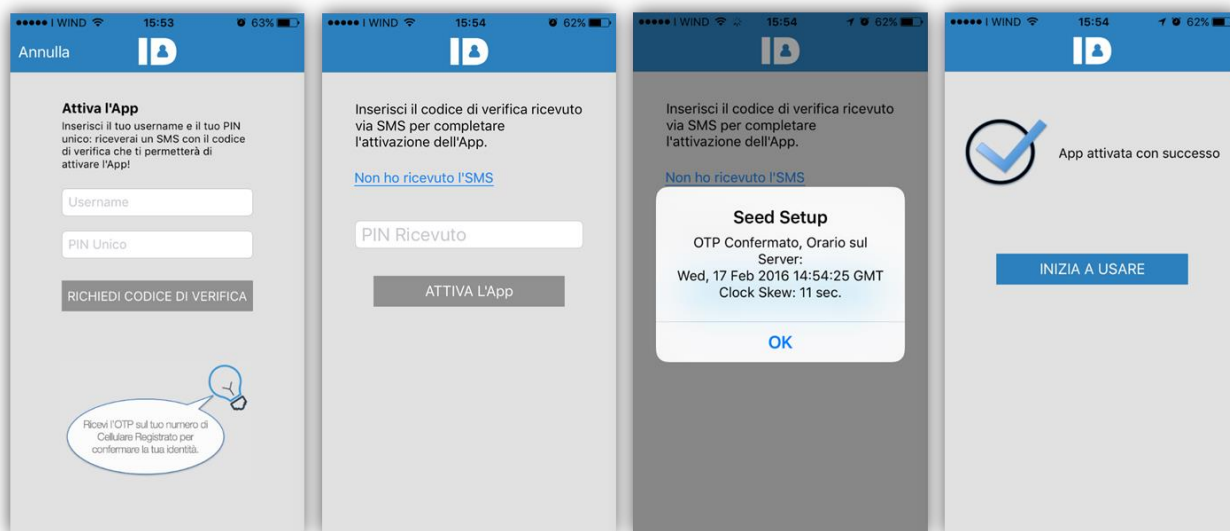 I WIND 15:53 63%
Annulla
ID
Attiva l'App
Inserisci il tuo username e il tuo PIN
unico: riceverai un SMS con il codice
di verifica che ti permetterà di
attivare l'App!
Username
PIN Unico
RICHIEDI CODICE DI VERIFICA
Ricevi l'OTP sul tuo numero di
Cellulare Registrato per
confermare la tua identità.
I WIND 15:54 62%
ID
Inserisci il codice di verifica ricevuto
via SMS per completare
l'attivazione dell'App.
Non ho ricevuto l'SMS
PIN Ricevuto
ATTIVA L'App
I WIND 15:54 62%
ID
Inserisci il codice di verifica ricevuto
via SMS per completare
l'attivazione dell'App.
Non ho ricevuto l'SMS
Seed Setup
OTP Confermato, Orario sul
Server:
Wed, 17 Feb 2016 14:54:25 GMT
Clock Skew: 11 sec.
OK
I WIND 15:54 62%
ID
App attivata con successo
INIZIA A USARE